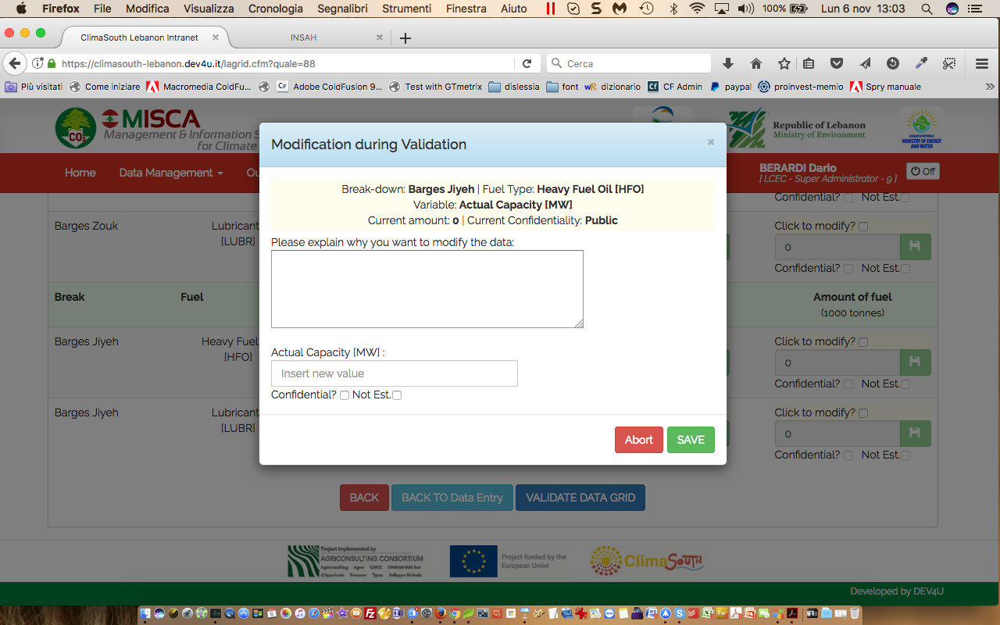 Firefox File Modifica Visualizza Cronologia Segnalibri Strumenti Finestra Aiuto 100% Lun 6 nov 13:03
ClimaSouth Lebanon Intranet INSAH
https://climasouth-lebanon.dev4u.it/lagrid.cfm?quale=88 Cerca
Più visitati Come iniziare Macromedia ColdFu... Adobe ColdFusion 9... Test with GTmetrix dislessia font dizionario CF Admin paypal proinvest-memio Spry manuale
CO2 MISCA
Management & Information S
for Climate
Republic of Lebanon
Ministry of Environment
LEBANESE REPUBLIC
MINISTRY OF ENERGY
AND WATER
Home Data Management Ou
BERARDI Dario
[ LCEC - Super Administrator - 9 ]
Off
Modification during Validation ×
Break-down: Barges Jiyeh | Fuel Type: Heavy Fuel Oil [HFO]
Variable: Actual Capacity [MW]
Current amount: 0 | Current Confidentiality: Public
Please explain why you want to modify the data:
Actual Capacity [MW] :
Insert new value
Confidential? Not Est.
Abort SAVE
Confidential? Not Est.
Barges Zouk Lubricant
[LUBR]
Click to modify?
0
Confidential? Not Est.
Break Fuel Amount of fuel
(1000 tonnes)
Barges Jiyeh Heavy Fuel
[HFO]
Click to modify?
0
Confidential? Not Est.
Barges Jiyeh Lubricant
[LUBR]
Click to modify?
0
Confidential? Not Est.
BACK BACK TO Data Entry VALIDATE DATA GRID
Project implemented by
AGRICONSULTING CONSORTIUM
Project funded by the
European Union
ClimaSouth
Developed by DEV4U